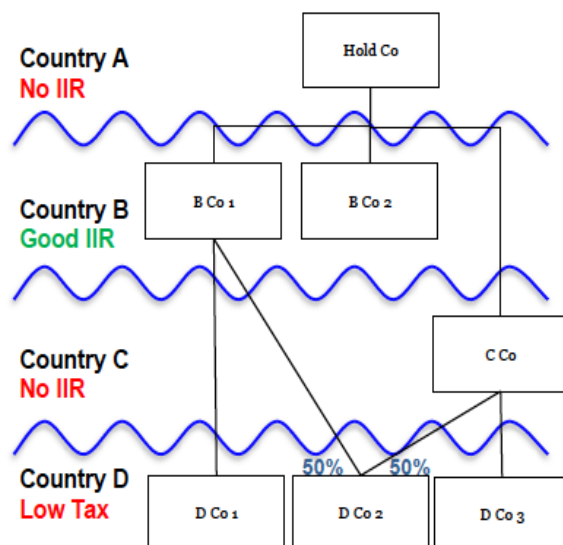 Country A
No IIR
Hold Co
Country B
Good IIR
B Co 1
B Co 2
Country C
No IIR
C Co
Country D
Low Tax
50%
50%
D Co 1
D Co 2
D Co 3